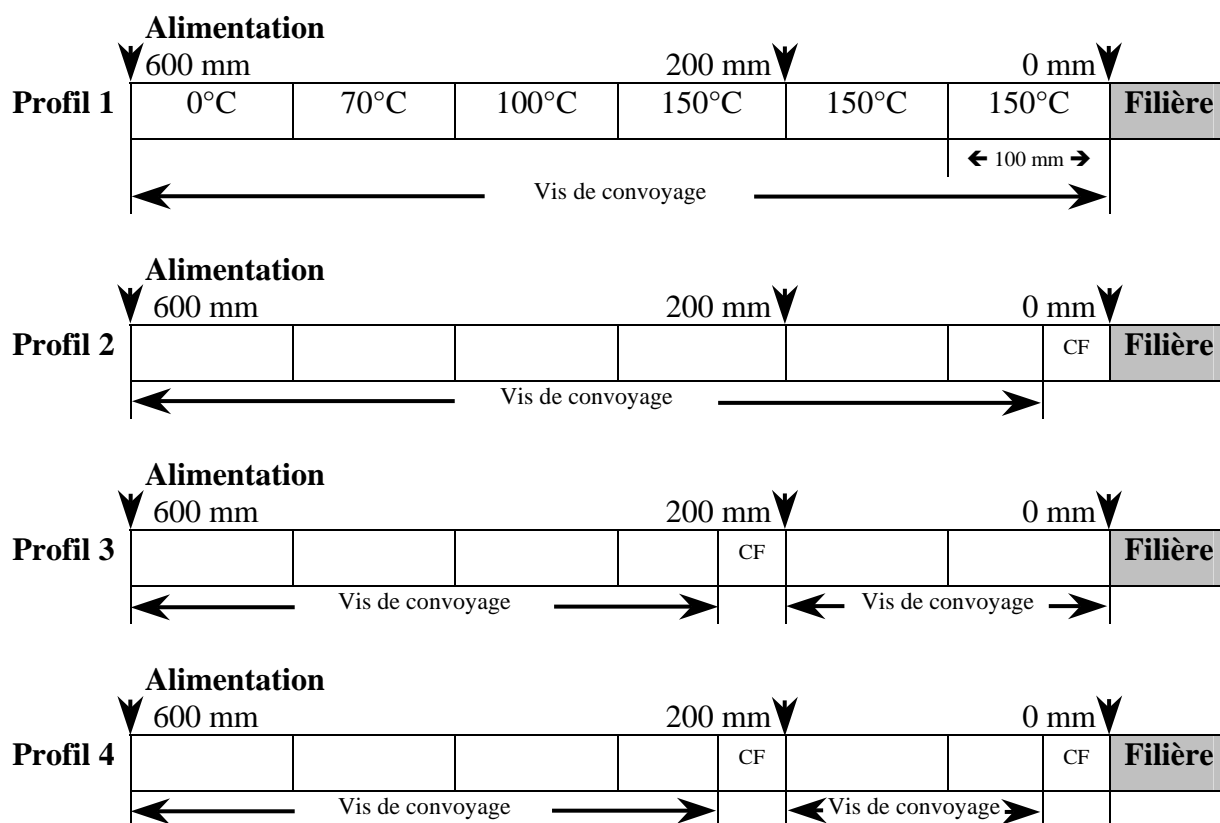 Alimentation
600 mm 200 mm 0 mm
Profil 1 0°C 70°C 100°C 150°C 150°C 150°C Filière
100 mm
Vis de convoyage
Alimentation
600 mm 200 mm 0 mm
Profil 2 CF Filière
Vis de convoyage
Alimentation
600 mm 200 mm 0 mm
Profil 3 CF Filière
Vis de convoyage Vis de convoyage
Alimentation
600 mm 200 mm 0 mm
Profil 4 CF CF Filière
Vis de convoyage Vis de convoyage